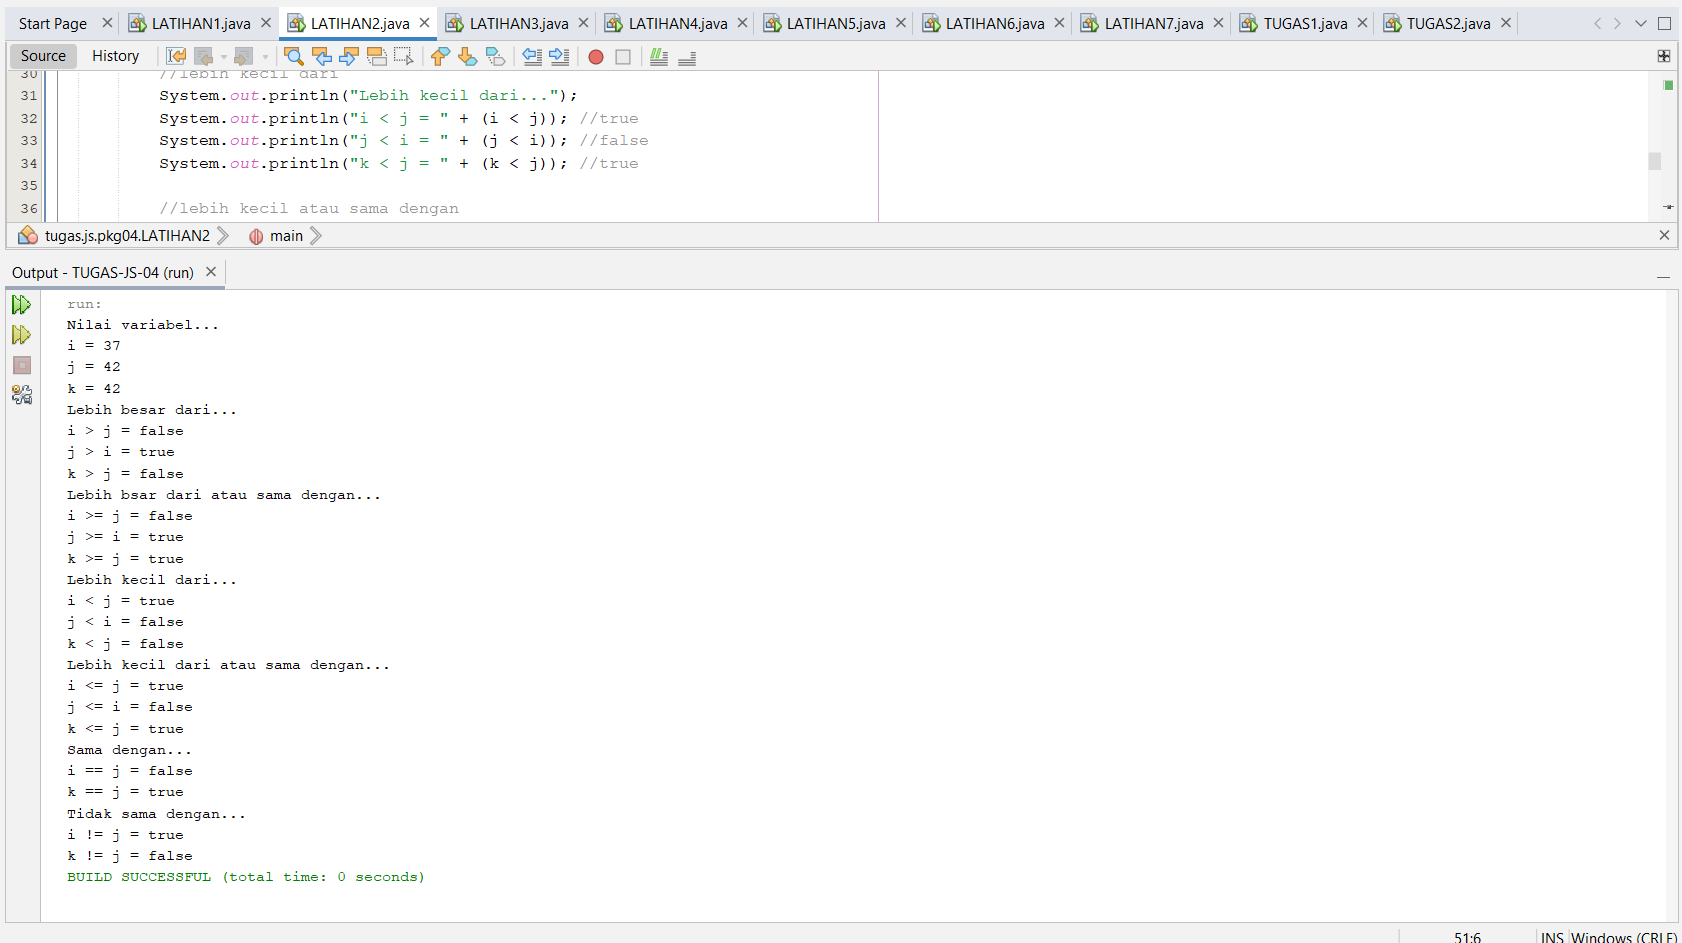 Start Page LATIHAN1.java LATIHAN2.java LATIHAN3.java LATIHAN4.java LATIHAN5.java LATIHAN6.java LATIHAN7.java TUGAS1.java TUGAS2.java
Source History
30 //lebih kecil dari
31 System.out.println("Lebih kecil dari...");
32 System.out.println("i < j = " + (i < j)); //true
33 System.out.println("j < i = " + (j < i)); //false
34 System.out.println("k < j = " + (k < j)); //true
35
36 //lebih kecil atau sama dengan
tugas.js.pkg04.LATIHAN2 main
Output - TUGAS-JS-04 (run)
run:
Nilai variabel...
i = 37
j = 42
k = 42
Lebih besar dari...
i > j = false
j > i = true
k > j = false
Lebih bsar dari atau sama dengan...
i >= j = false
j >= i = true
k >= j = true
Lebih kecil dari...
i < j = true
j < i = false
k < j = false
Lebih kecil dari atau sama dengan...
i <= j = true
j <= i = false
k <= j = true
Sama dengan...
i == j = false
k == j = true
Tidak sama dengan...
i != j = true
k != j = false
BUILD SUCCESSFUL (total time: 0 seconds)
51:6 INS Windows (CRLF)